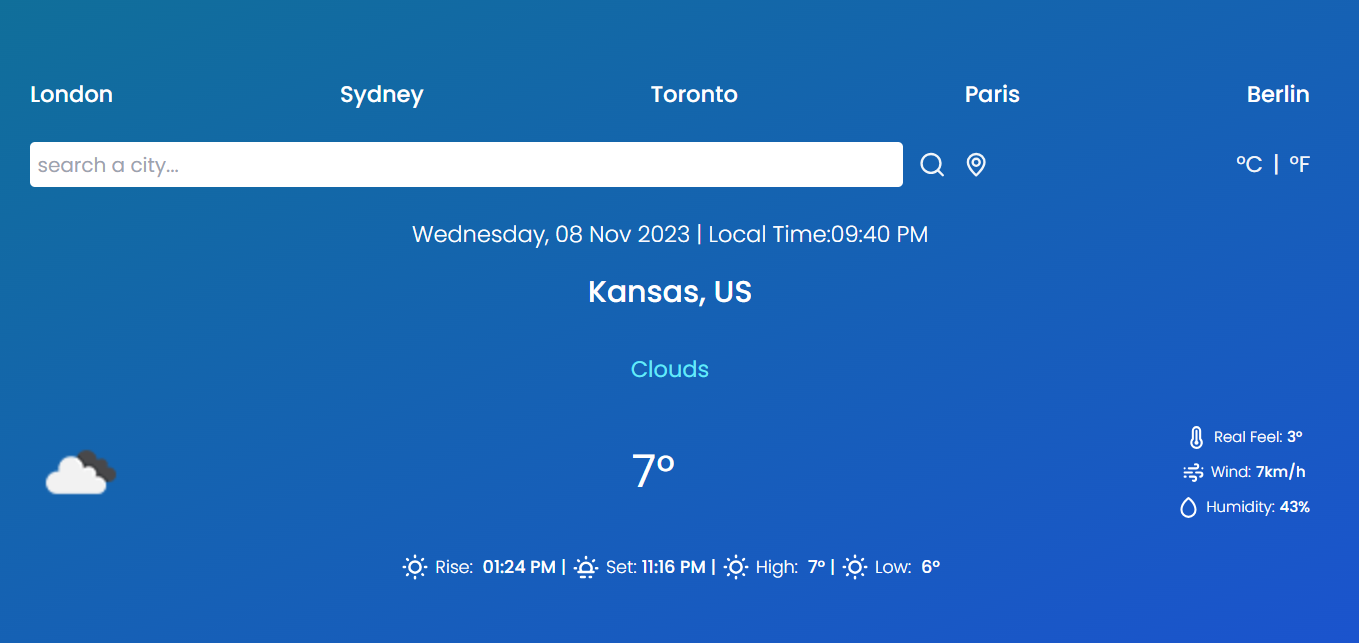 London Sydney Toronto Paris Berlin
search a city...
°C | °F
Wednesday, 08 Nov 2023 | Local Time:09:40 PM
Kansas, US
Clouds
7°
Real Feel: 3°
Wind: 7km/h
Humidity: 43%
Rise: 01:24 PM | Set: 11:16 PM | High: 7° | Low: 6°